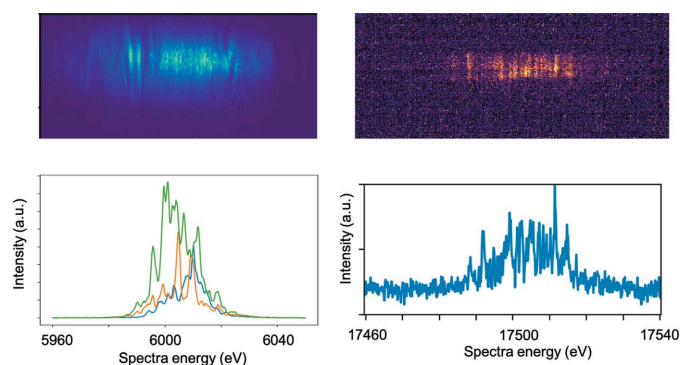 Intensity (a.u.)
5960 6000 6040
Spectra energy (eV)
Intensity (a.u.)
17460 17500 17540
Spectra energy (eV)